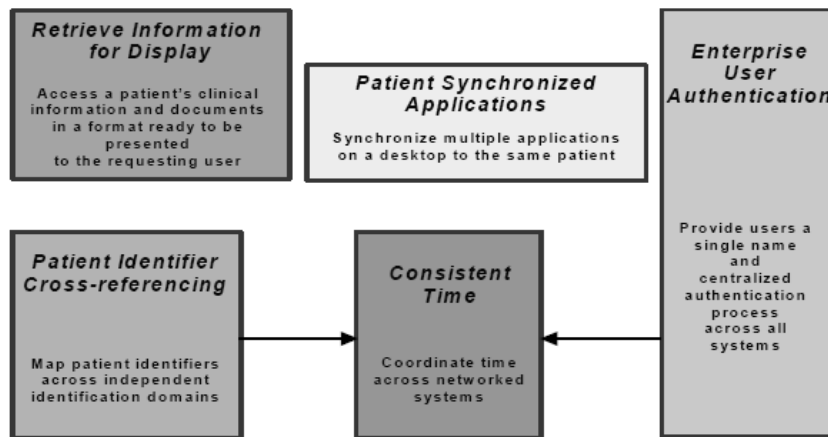 Retrieve Information
for Display
Access a patient's clinical
information and documents
in a format ready to be
presented
to the requesting user
Patient Synchronized
Applications
Synchronize multiple applications
on a desktop to the same patient
Enterprise
User
Authentication
Provide users a
single name
and
centralized
authentication
process
across all
systems
Patient Identifier
Cross-referencing
Map patient identifiers
across independent
identification domains
Consistent
Time
Coordinate time
across networked
systems